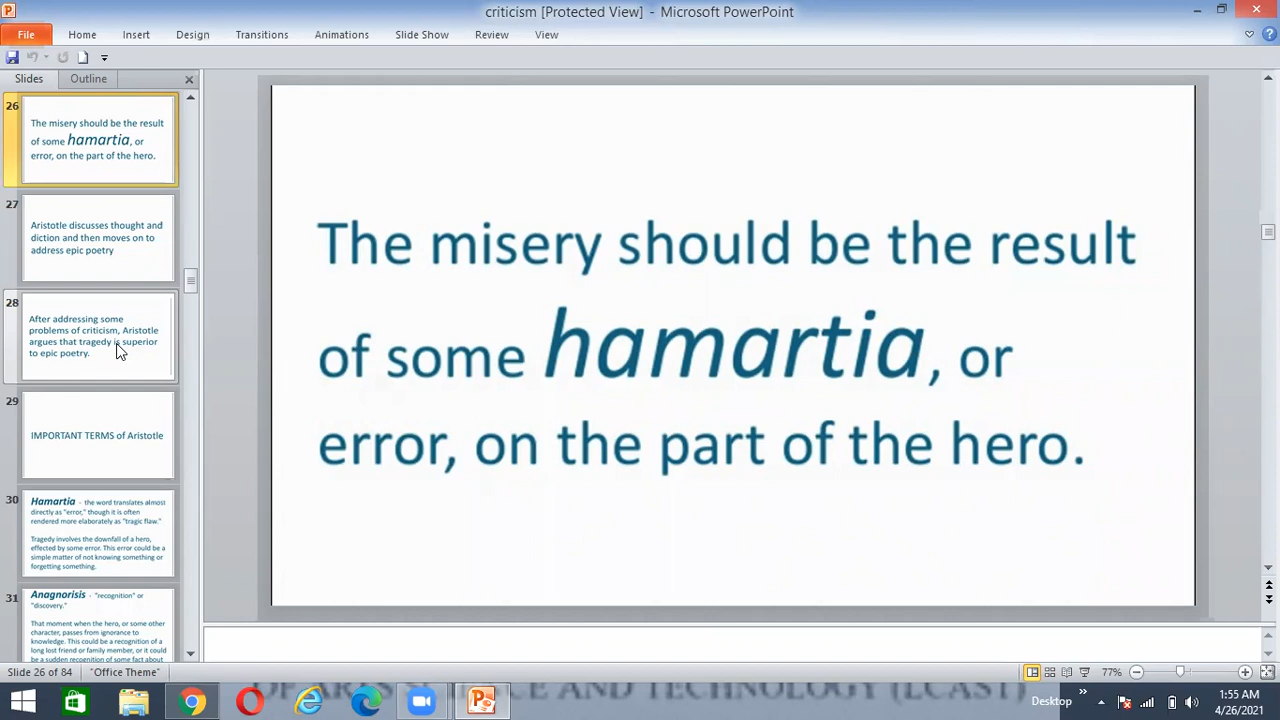 criticism [Protected View] - Microsoft PowerPoint
File Home Insert Design Transitions Animations Slide Show Review View
Slides Outline
26
The misery should be the result
of some hamartia, or
error, on the part of the hero.
27
Aristotle discusses thought and
diction and then moves on to
address epic poetry
28
After addressing some
problems of criticism, Aristotle
argues that tragedy is superior
to epic poetry.
29
IMPORTANT TERMS of Aristotle
30
Hamartia - the word translates almost
directly as "error," though it is often
rendered more elaborately as "tragic flaw."
Tragedy involves the downfall of a hero,
effected by some error. This error could be a
simple matter of not knowing something or
forgetting something.
31
Anagnorisis - "recognition" or
"discovery."
That moment when the hero, or some other
character, passes from ignorance to
knowledge. This could be a recognition of a
long lost friend or family member, or it could
be a sudden recognition of some fact about
The misery should be the result
of some hamartia, or
error, on the part of the hero.
Slide 26 of 84 "Office Theme" 77%
AND TECHNOLOGY
Desktop
1:55 AM
4/26/2021